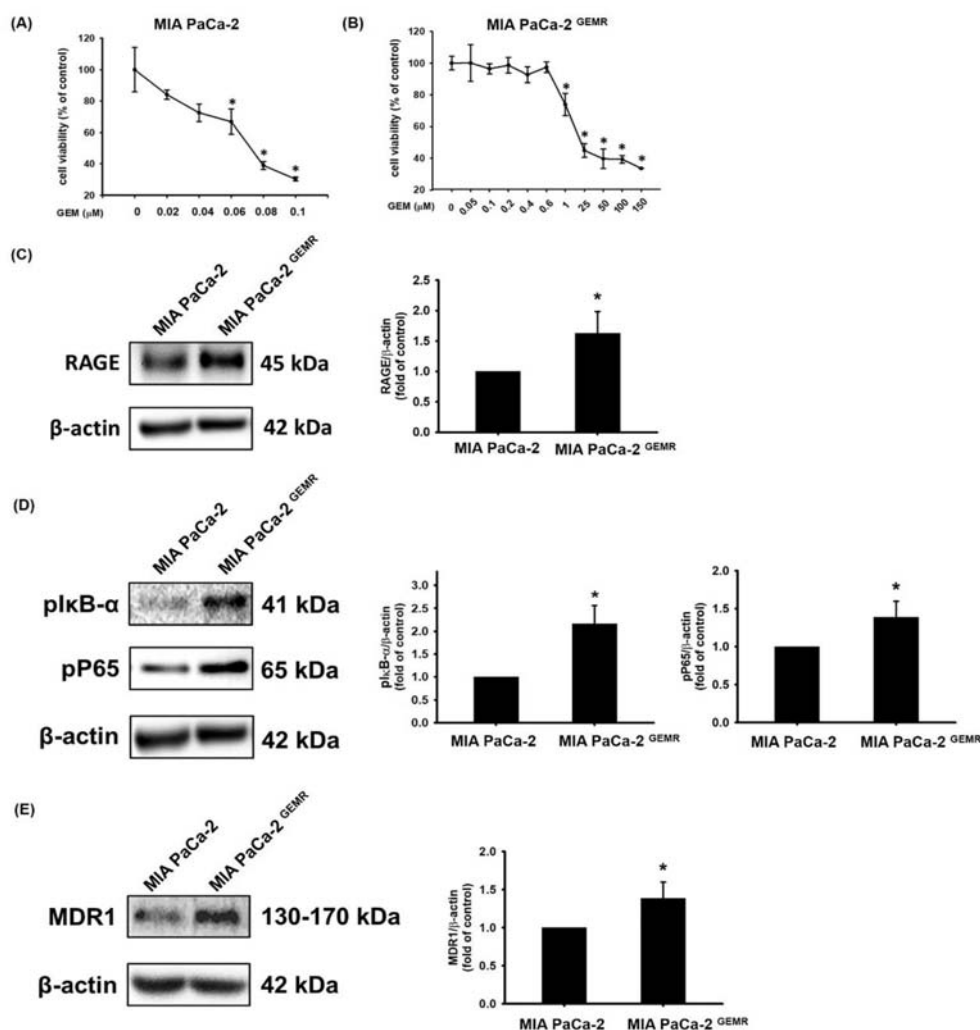 (A)
MIA PaCa-2
cell viability (% of control)
120
100
80
60
40
20
GEM (μM)
0 0.02 0.04 0.06 0.08 0.1
* * *
(B)
MIA PaCa-2 GEMR
cell viability (% of control)
120
100
80
60
40
20
GEM (μM)
0 0.05 0.1 0.2 0.4 0.6 1 25 50 100 150
* * * * *
(C)
MIA PaCa-2
MIA PaCa-2 GEMR
RAGE 45 kDa
β-actin 42 kDa
RAGE/β-actin
(fold of control)
2.5
2.0
1.5
1.0
0.5
0.0
*
MIA PaCa-2 MIA PaCa-2 GEMR
(D)
MIA PaCa-2
MIA PaCa-2 GEMR
pIκB-α 41 kDa
pP65 65 kDa
β-actin 42 kDa
pIκB-α/β-actin
(fold of control)
3.0
2.5
2.0
1.5
1.0
0.5
0.0
*
MIA PaCa-2 MIA PaCa-2 GEMR
pP65/β-actin
(fold of control)
2.0
1.5
1.0
0.5
0.0
*
MIA PaCa-2 MIA PaCa-2 GEMR
(E)
MIA PaCa-2
MIA PaCa-2 GEMR
MDR1 130-170 kDa
β-actin 42 kDa
MDR1/β-actin
(fold of control)
2.0
1.5
1.0
0.5
0.0
*
MIA PaCa-2 MIA PaCa-2 GEMR